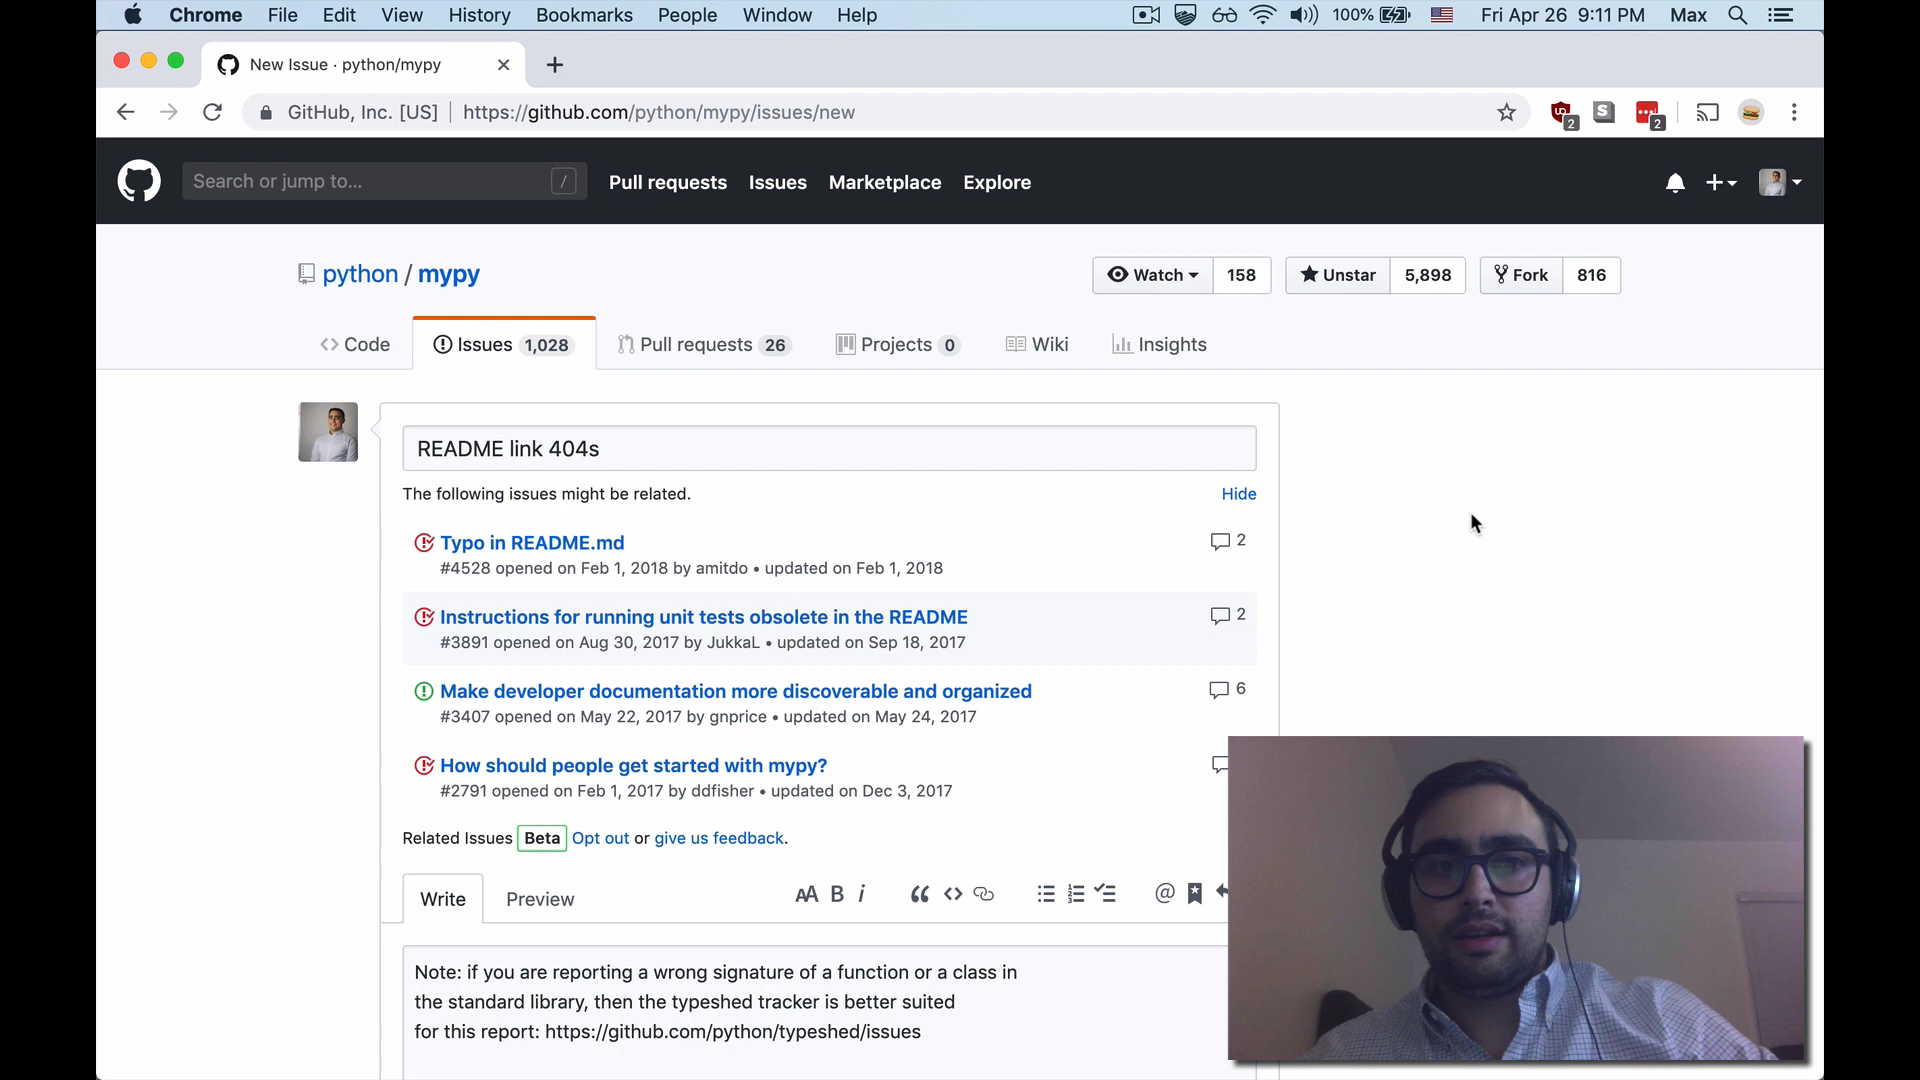 Chrome File Edit View History Bookmarks People Window Help 100% Fri Apr 26 9:11 PM Max
New Issue · python/mypy
GitHub, Inc. [US] https://github.com/python/mypy/issues/new 2 S 2
Search or jump to... / Pull requests Issues Marketplace Explore
python / mypy Watch 158 Unstar 5,898 Fork 816
Code Issues 1,028 Pull requests 26 Projects 0 Wiki Insights
README link 404s
The following issues might be related. Hide
Typo in README.md 2
#4528 opened on Feb 1, 2018 by amitdo • updated on Feb 1, 2018
Instructions for running unit tests obsolete in the README 2
#3891 opened on Aug 30, 2017 by JukkaL • updated on Sep 18, 2017
Make developer documentation more discoverable and organized 6
#3407 opened on May 22, 2017 by gnprice • updated on May 24, 2017
How should people get started with mypy?
#2791 opened on Feb 1, 2017 by ddfisher • updated on Dec 3, 2017
Related Issues Beta Opt out or give us feedback.
Write Preview AA B i
Note: if you are reporting a wrong signature of a function or a class in
the standard library, then the typeshed tracker is better suited
for this report: https://github.com/python/typeshed/issues